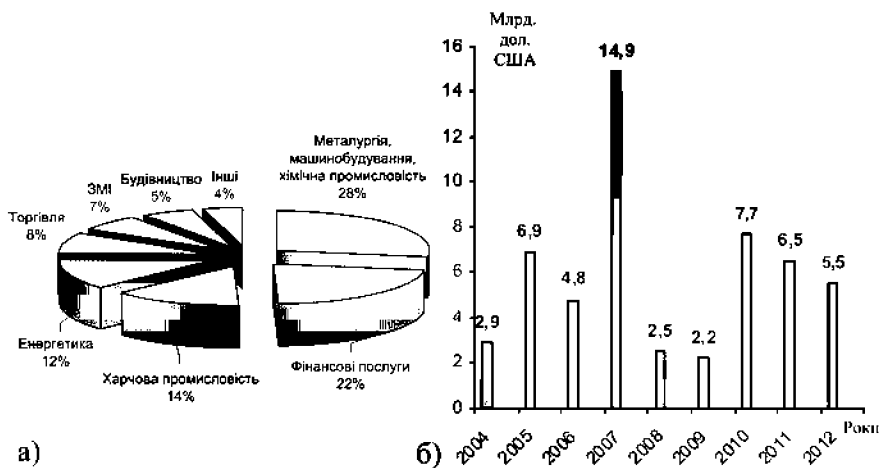 Метaлургія,
машинобудування,
хімічна промисловість
28%
Інші
4%
Будівництво
5%
ЗМІ
7%
Торгівля
8%
Енергетика
12%
Харчова промисловість
14%
Фінансові послуги
22%
а)
Млрд.
дол.
США
16
14
12
10
8
6
4
2
0
2,9
6,9
4,8
14,9
2,5
2,2
7,7
6,5
5,5
2004
2005
2006
2007
2008
2009
2010
2011
2012
Роки
б)